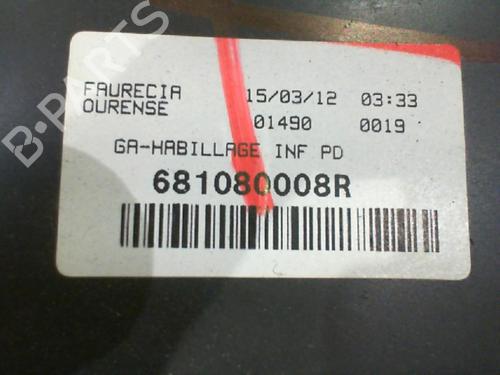 B-PARTS
FAURECIA 15/03/12 03:33
OURENSE 01490 0019
GA-HABILLAGE INF PD
681080008R